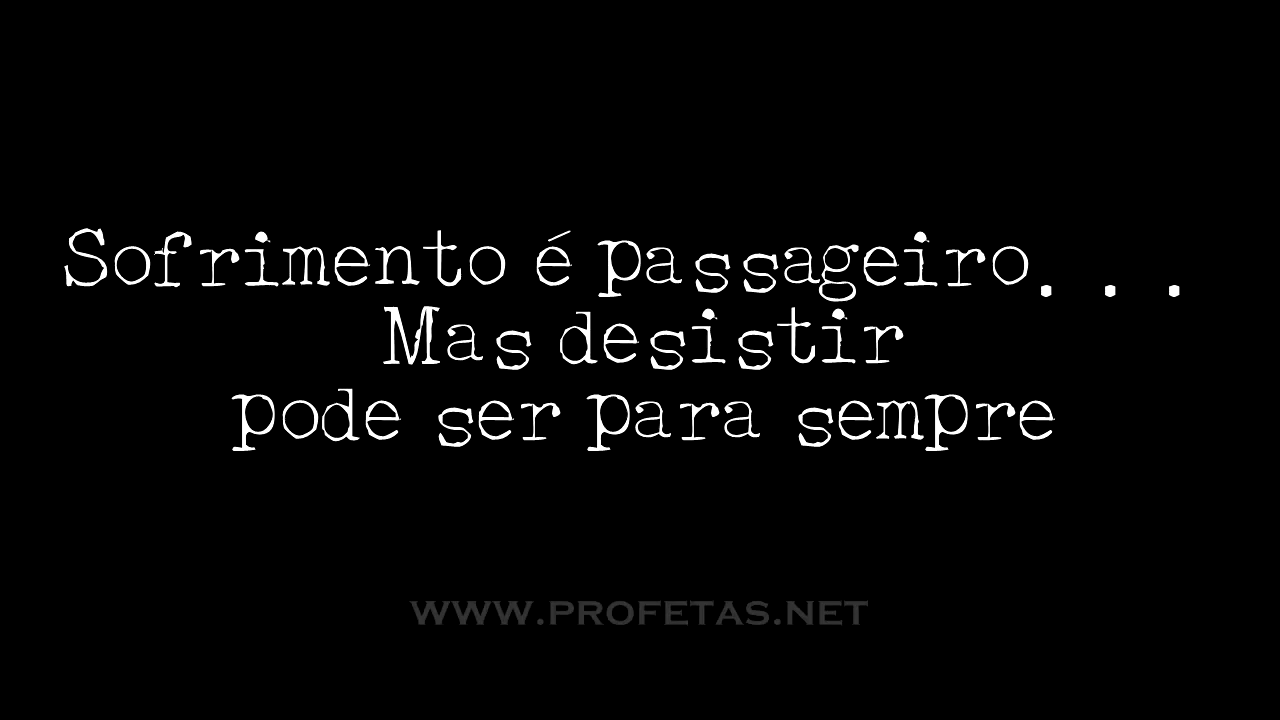 Sofrimento é passageiro. . .
Mas desistir
pode ser para sempre
WWW.PROFETAS.NET